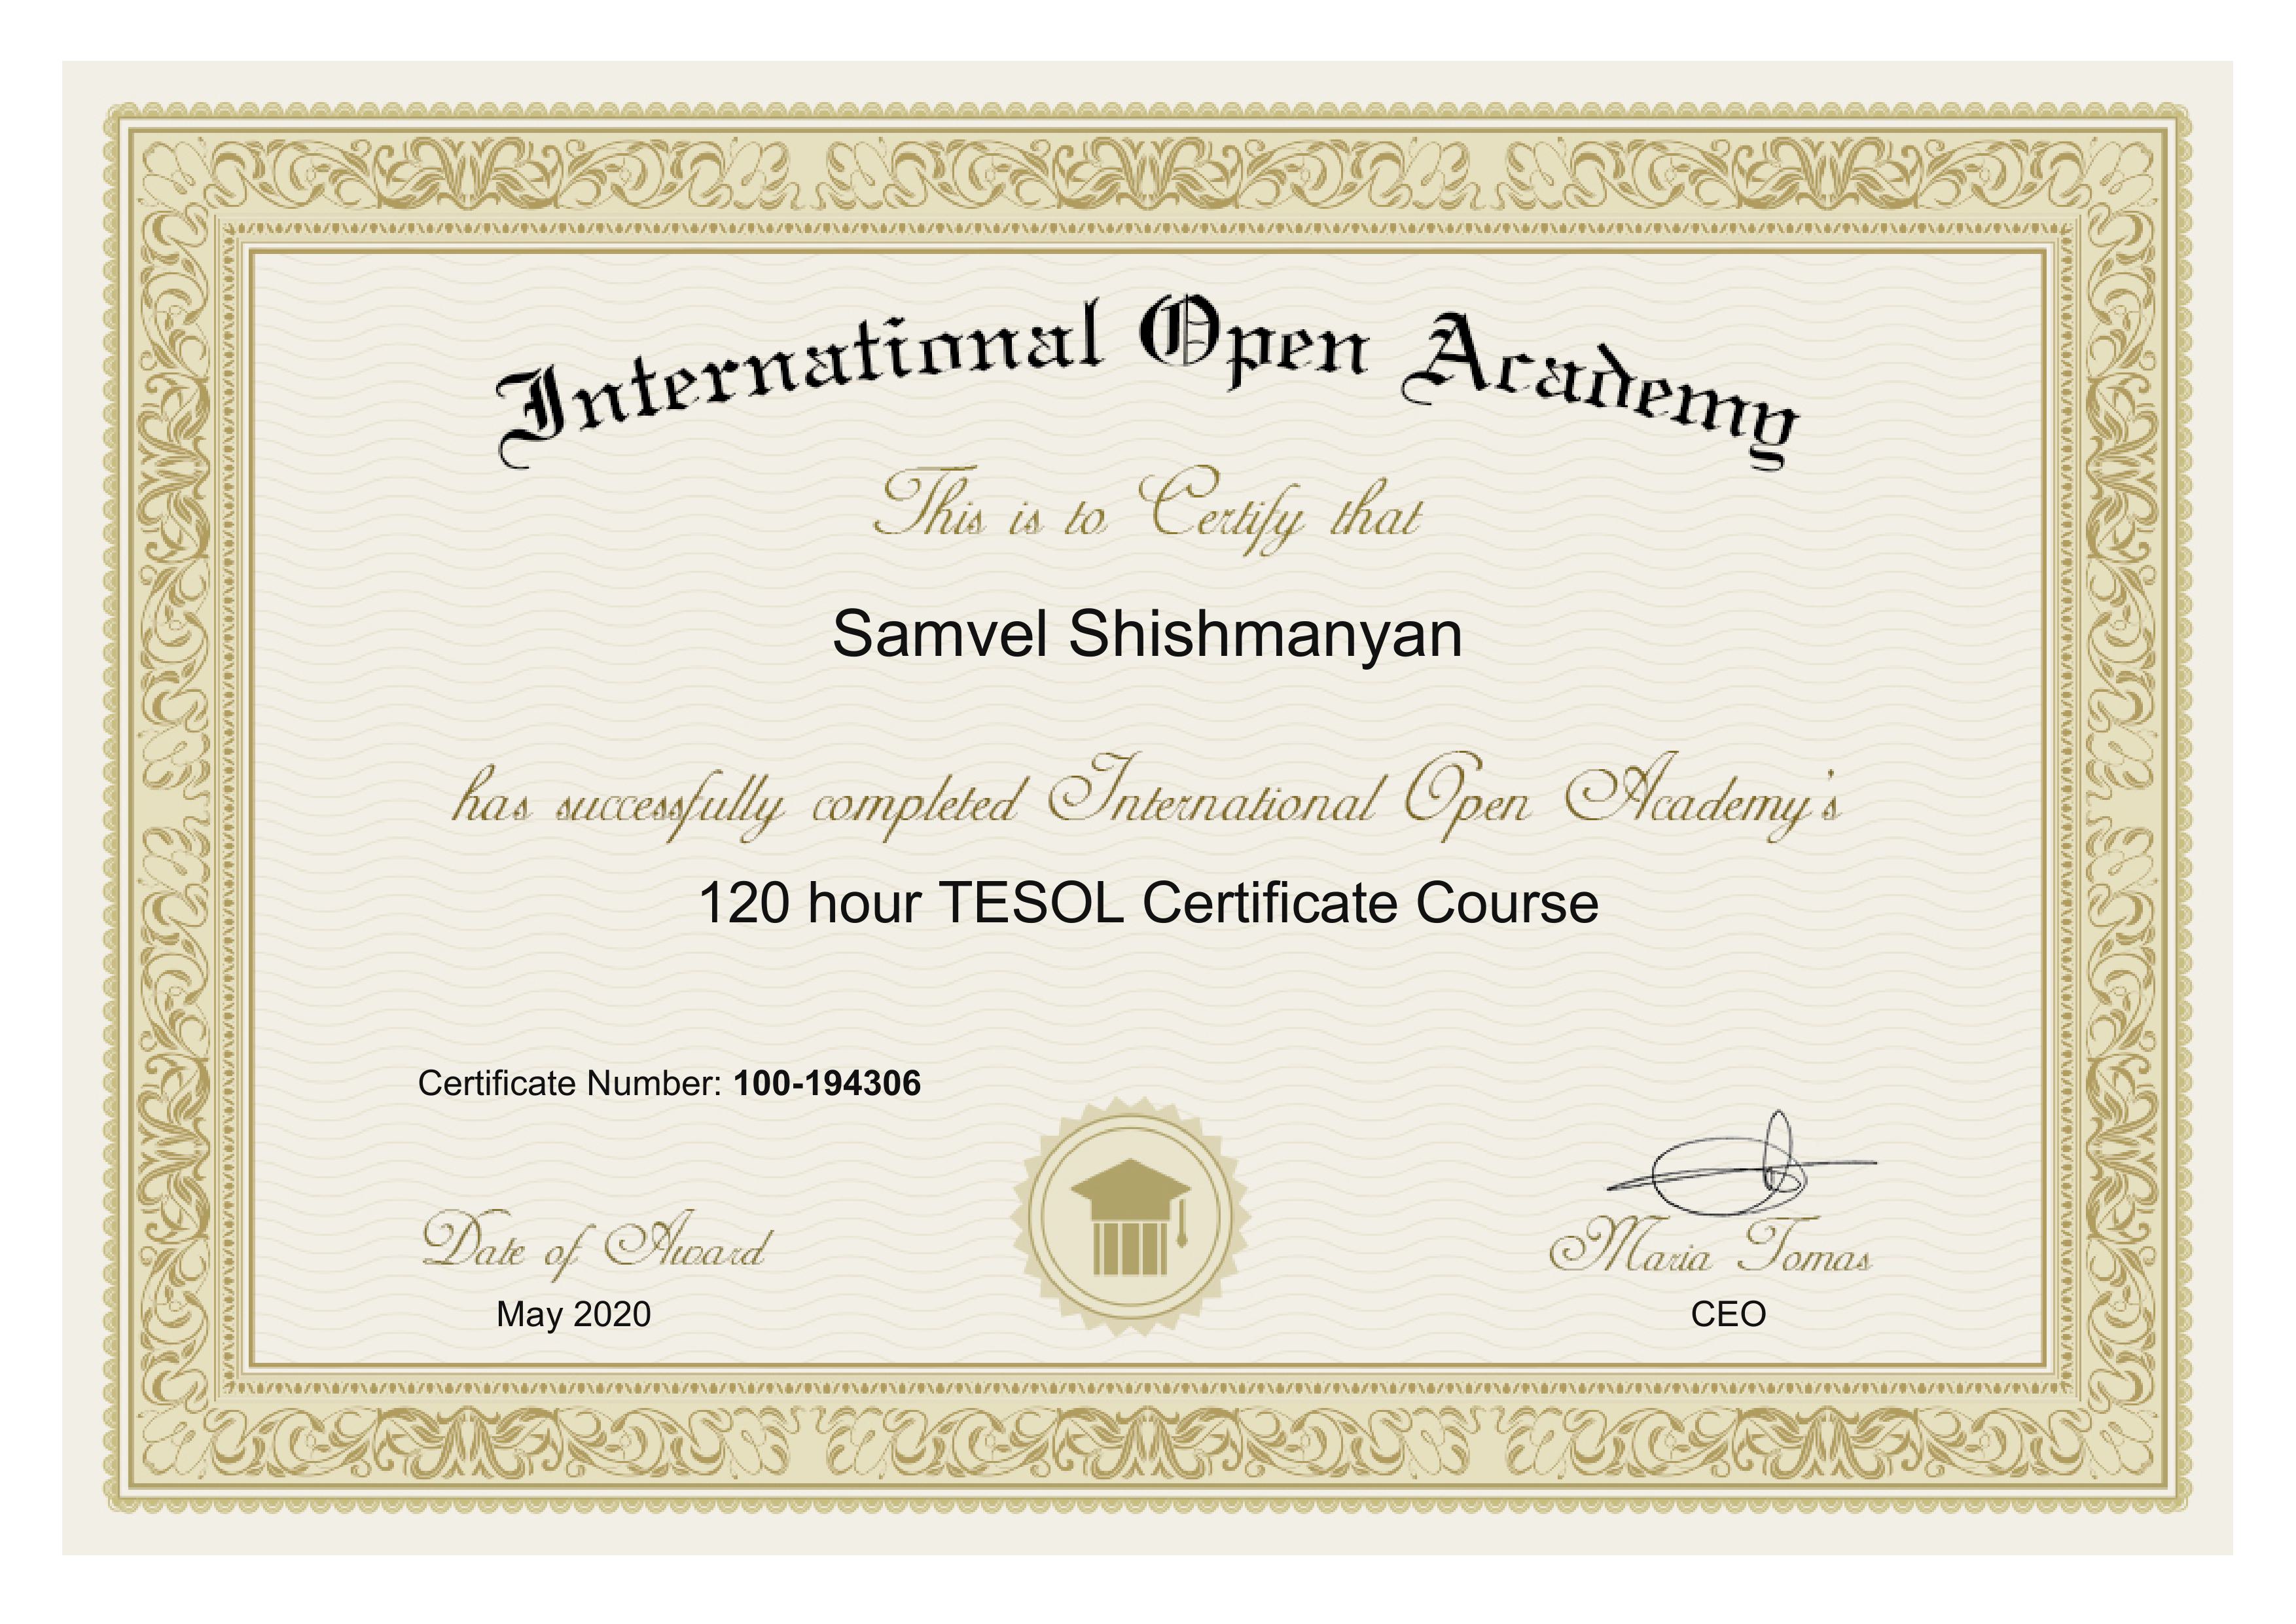 International Open Academy
This is to Certify that
Samvel Shishmanyan
has successfully completed International Open Academy's
120 hour TESOL Certificate Course
Certificate Number: 100-194306
Date of Award
May 2020
Maria Tomas
CEO